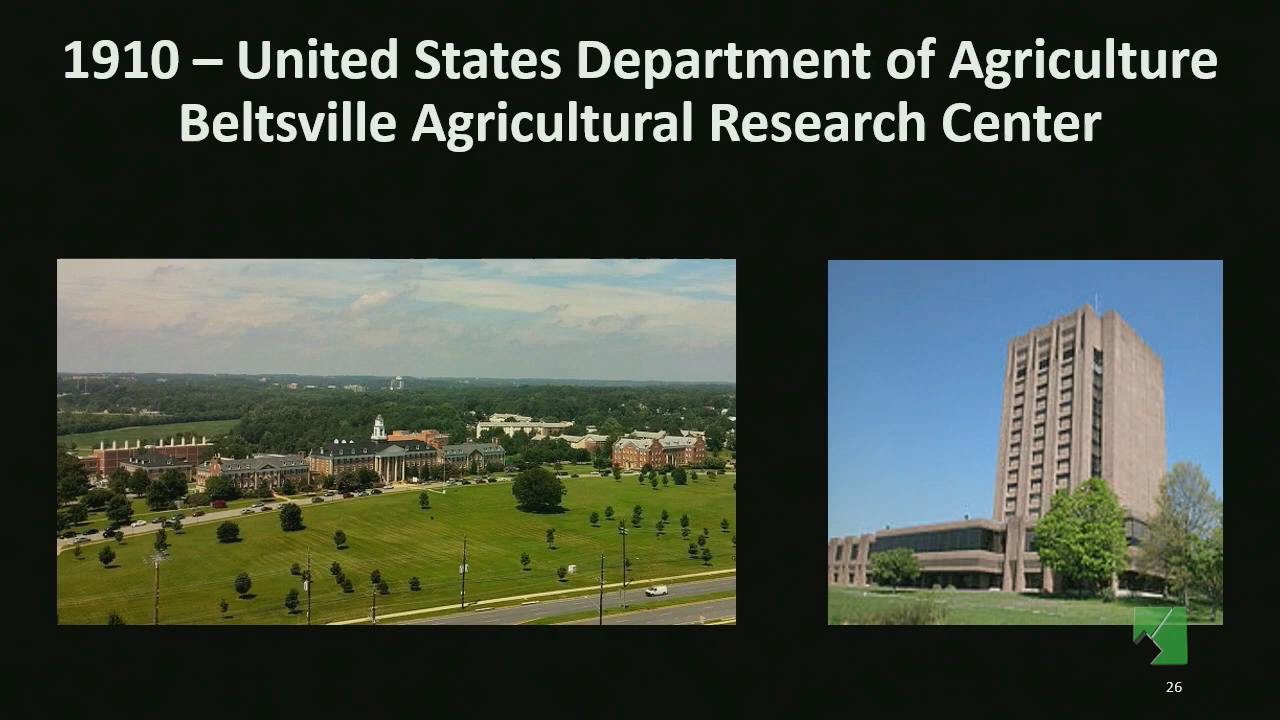 1910 – United States Department of Agriculture
Beltsville Agricultural Research Center
26